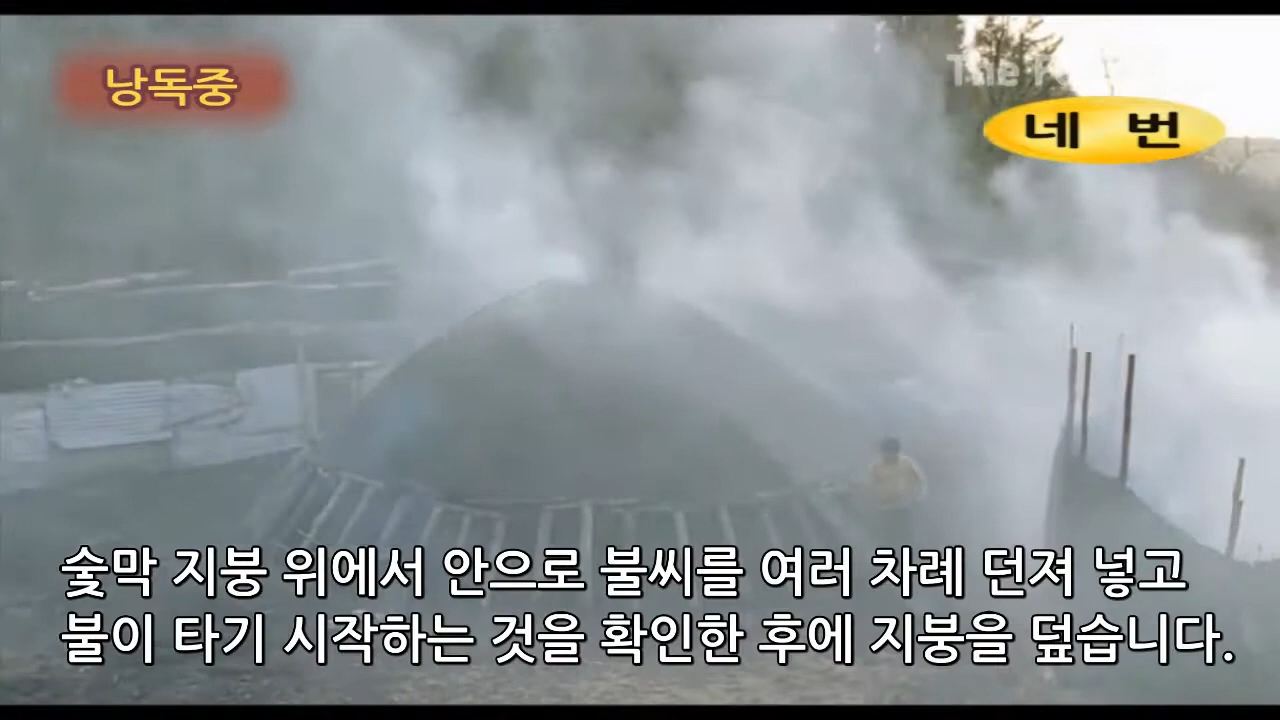 낭독중
The
네 번
숯막 지붕 위에서 안으로 불씨를 여러 차례 던져 넣고
불이 타기 시작하는 것을 확인한 후에 지붕을 덮습니다.